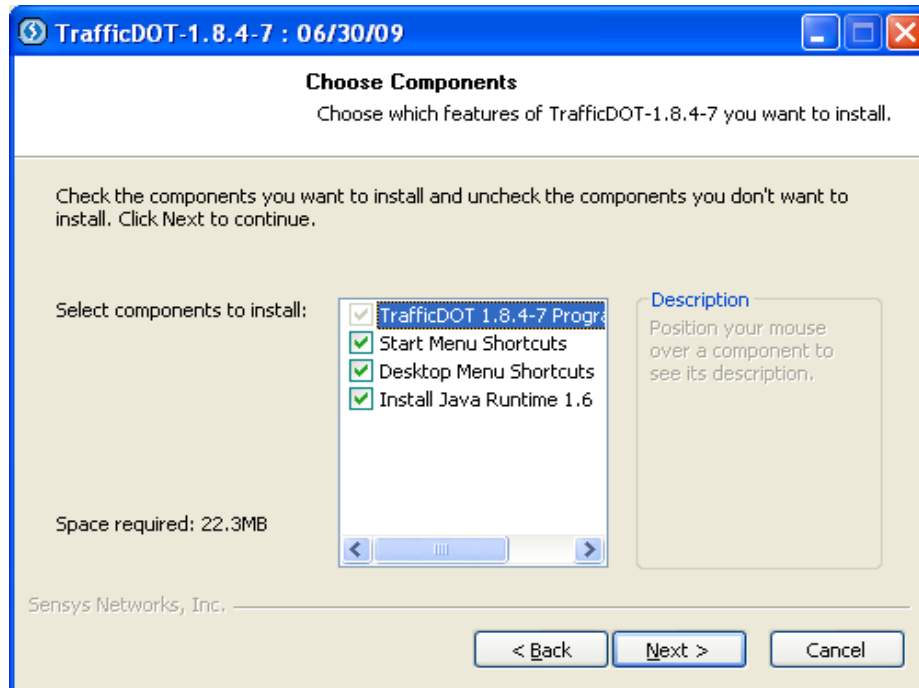 TrafficDOT-1.8.4-7 : 06/30/09
Choose Components
Choose which features of TrafficDOT-1.8.4-7 you want to install.
Check the components you want to install and uncheck the components you don't want to
install. Click Next to continue.
Select components to install:
TrafficDOT 1.8.4-7 Progra
Start Menu Shortcuts
Desktop Menu Shortcuts
Install Java Runtime 1.6
Description
Position your mouse
over a component to
see its description.
Space required: 22.3MB
Sensys Networks, Inc.
< Back
Next >
Cancel